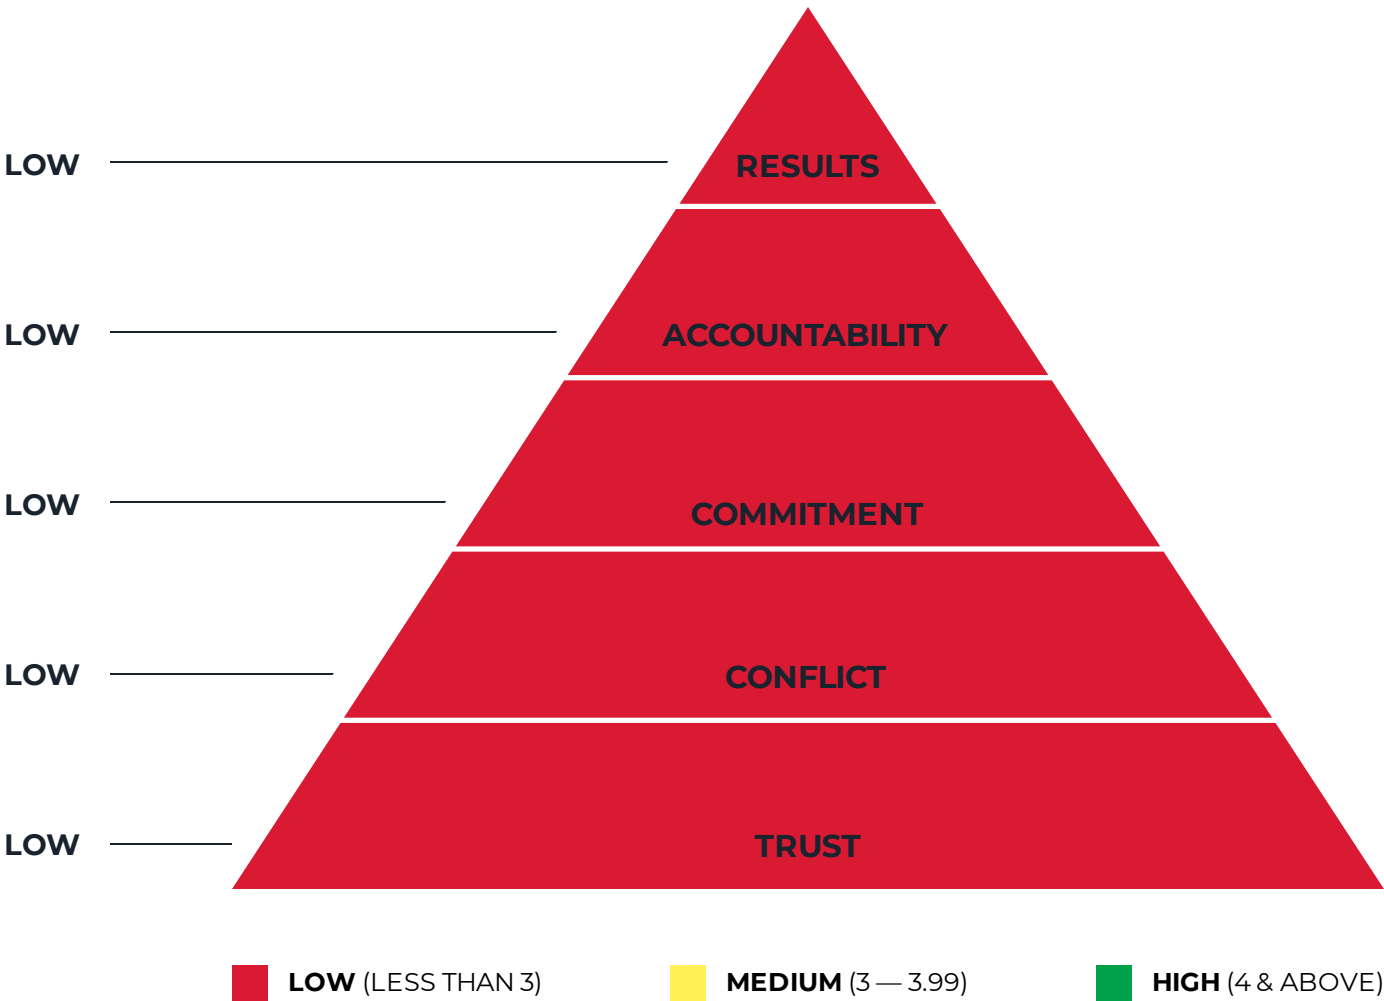 LOW
RESULTS
LOW
ACCOUNTABILITY
LOW
COMMITMENT
LOW
CONFLICT
LOW
TRUST
LOW (LESS THAN 3)
MEDIUM (3 — 3.99)
HIGH (4 & ABOVE)